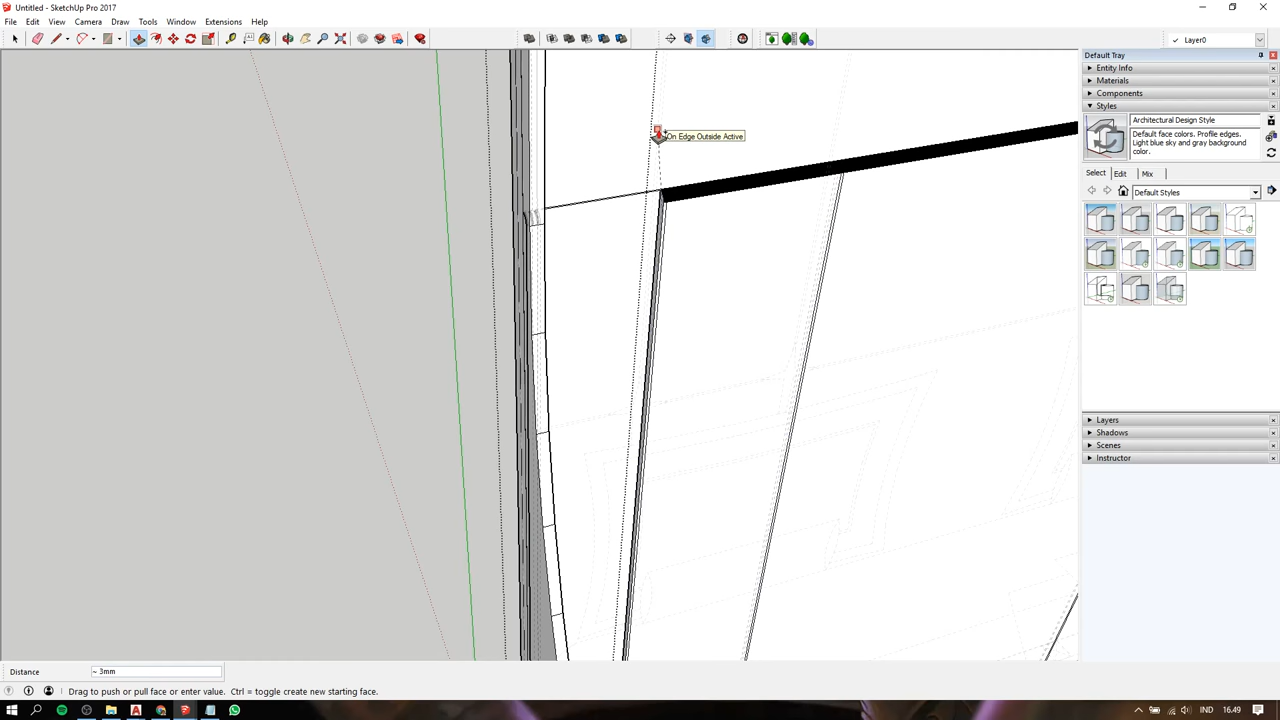 Untitled - SketchUp Pro 2017
File Edit View Camera Draw Tools Window Extensions Help
Layer0
On Edge Outside Active
Default Tray
Entity Info
Materials
Components
Styles
Architectural Design Style
Default face colors. Profile edges.
Light blue sky and gray background
color.
Select Edit Mix
Default Styles
Layers
Shadows
Scenes
Instructor
Distance ~ 3mm
Drag to push or pull face or enter value. Ctrl = toggle create new starting face.
IND 16.49